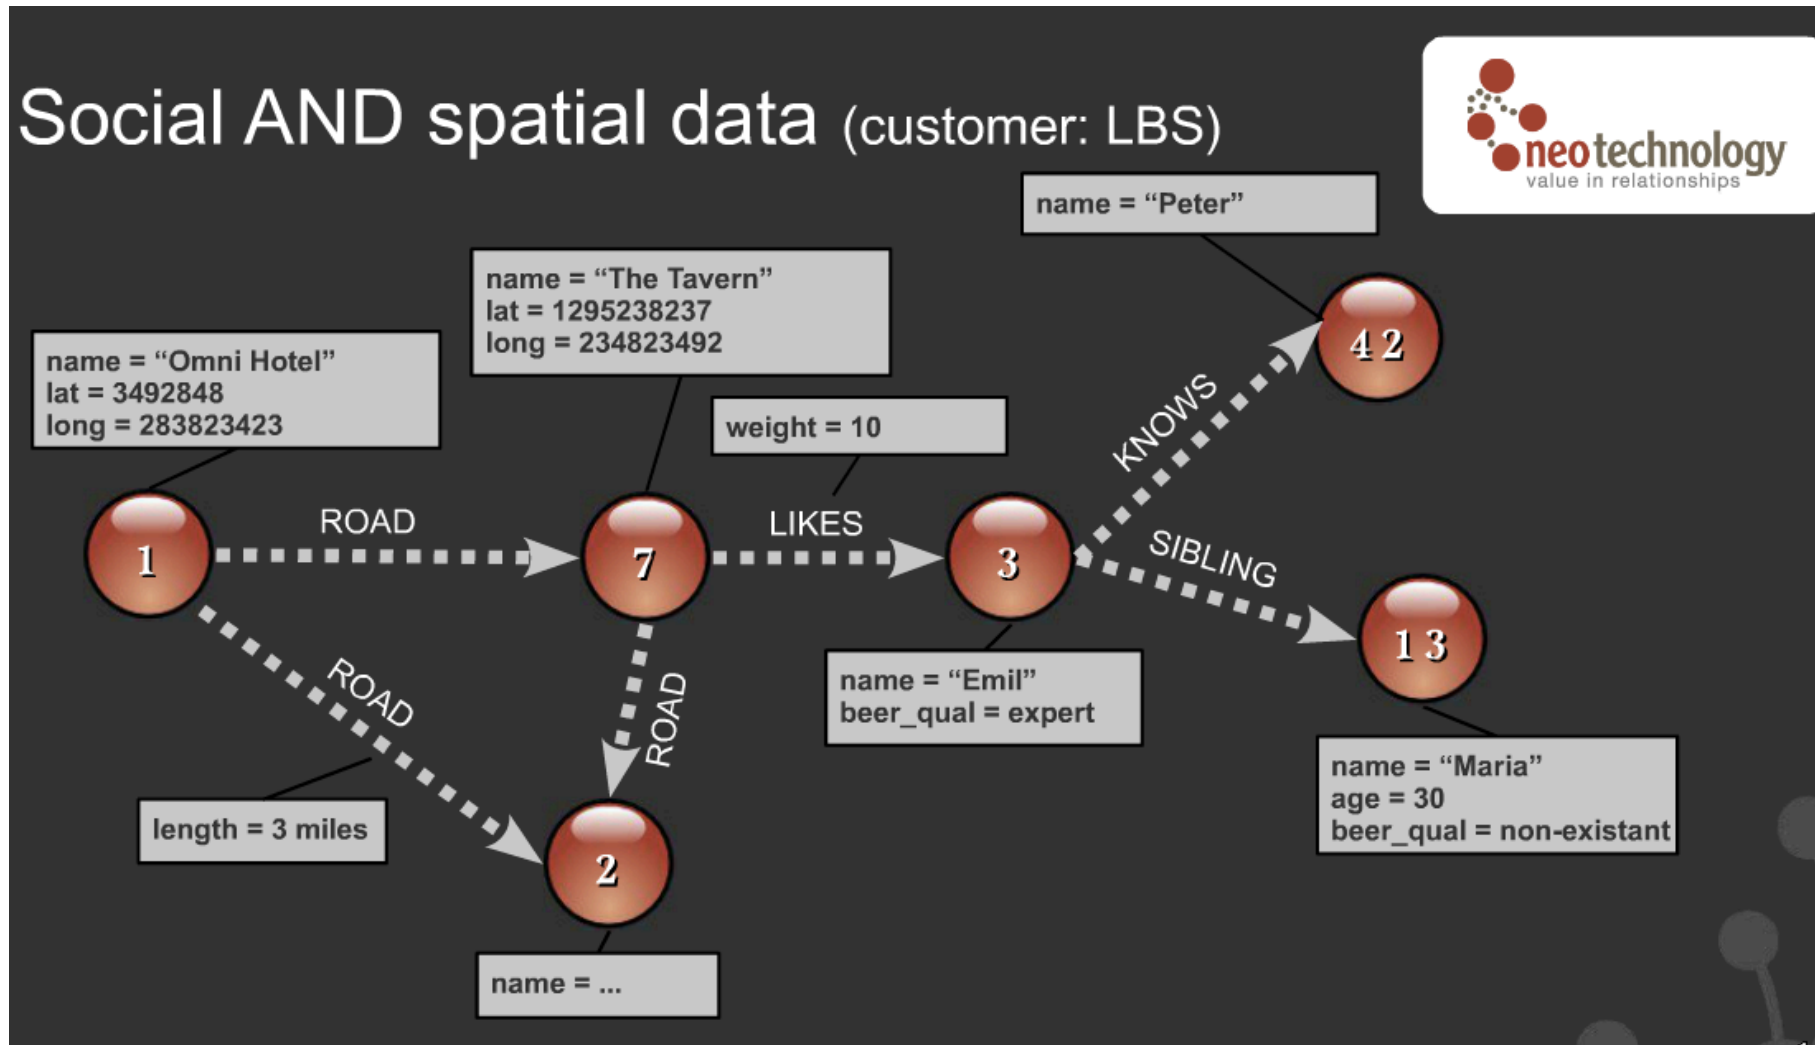 Social AND spatial data (customer: LBS)
neotechnology
value in relationships
name = “Peter”
name = “The Tavern”
lat = 1295238237
long = 234823492
name = “Omni Hotel”
lat = 3492848
long = 283823423
weight = 10
42
KNOWS
1
ROAD
7
LIKES
3
SIBLING
13
ROAD
ROAD
name = “Emil”
beer_qual = expert
name = “Maria”
age = 30
beer_qual = non-existant
length = 3 miles
2
name = ...